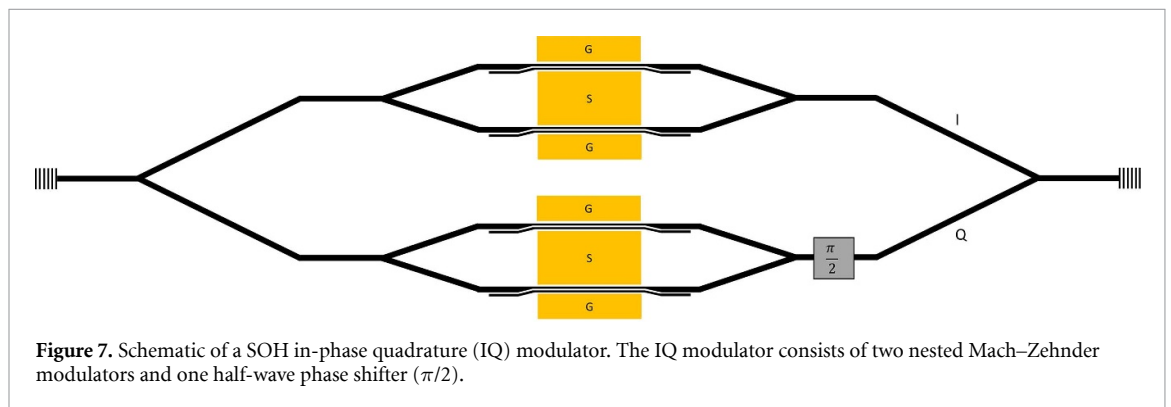 G
S
G
I
G
S
G
π/2
Q
Figure 7. Schematic of a SOH in-phase quadrature (IQ) modulator. The IQ modulator consists of two nested Mach–Zehnder
modulators and one half-wave phase shifter (π/2).